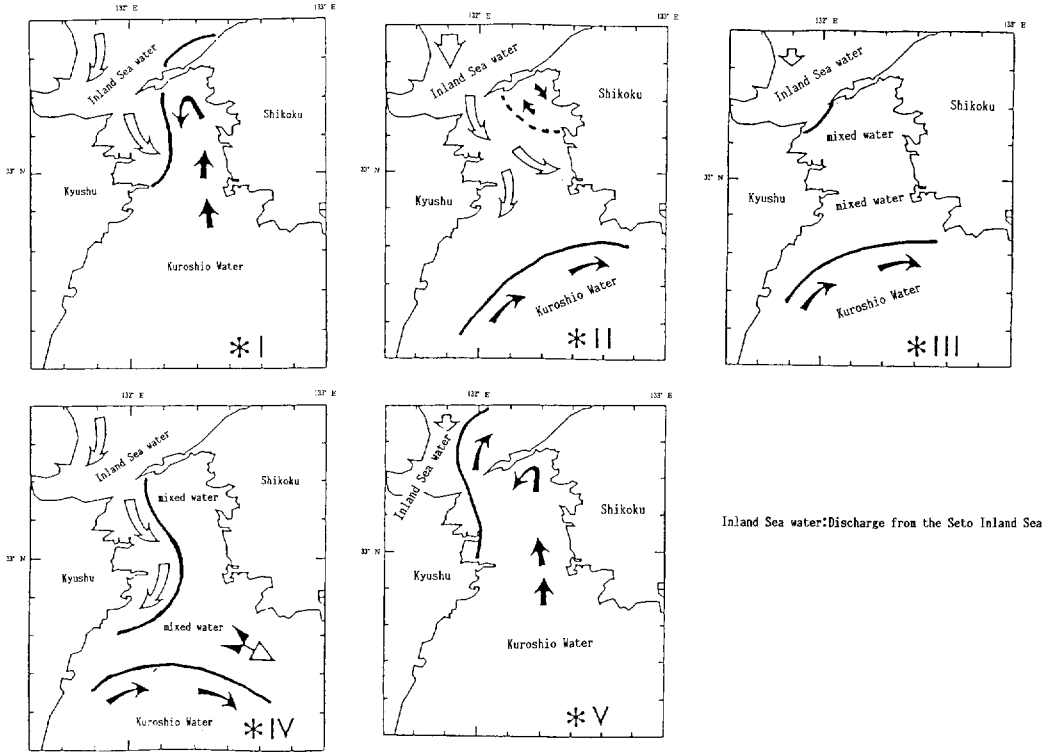 132° E
133° E
Inland Sea water
Shikoku
33° N
Kyushu
Kuroshio Water
*I
132° E
133° E
Inland Sea water
Shikoku
33° N
Kyushu
Kuroshio Water
*II
132° E
133° E
Inland Sea water
Shikoku
mixed water
33° N
Kyushu
mixed water
Kuroshio Water
*III
132° E
133° E
Inland Sea water
Shikoku
mixed water
33° N
Kyushu
mixed water
Kuroshio Water
*IV
132° E
133° E
Inland Sea water
Shikoku
33° N
Kyushu
Kuroshio Water
*V
Inland Sea water:Discharge from the Seto Inland Sea